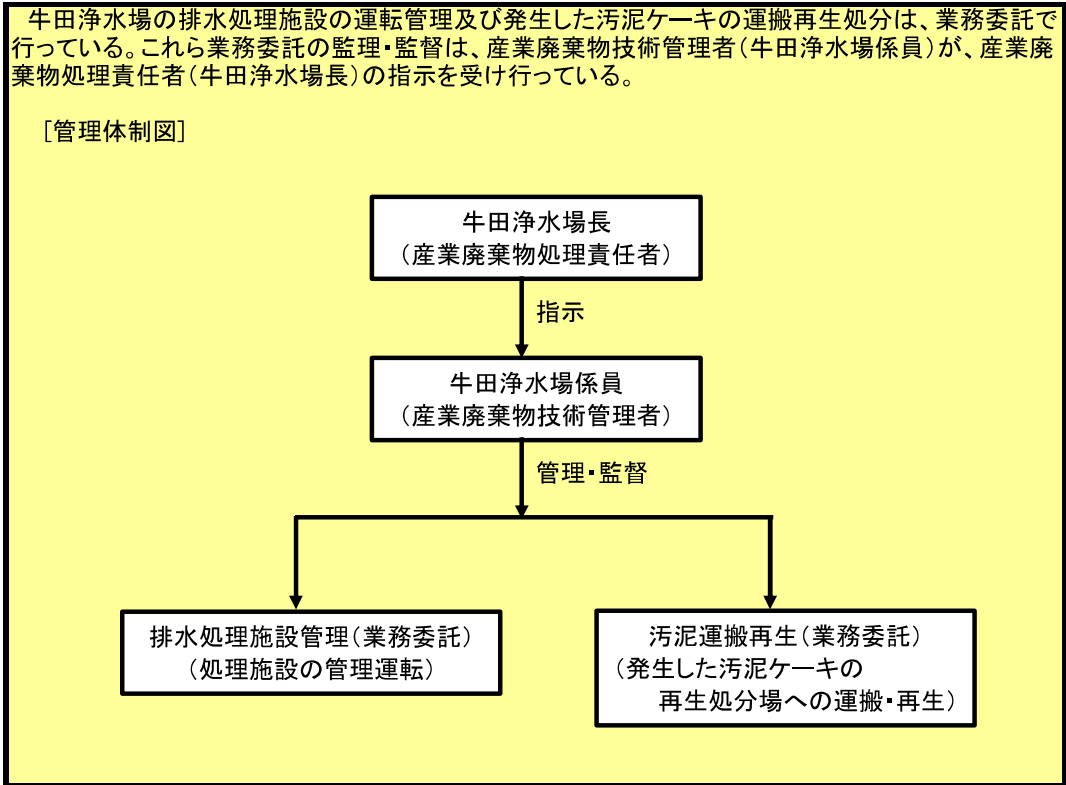 牛田浄水場の排水処理施設の運転管理及び発生した汚泥ケーキの運搬再生処分は、業務委託で
行っている。これら業務委託の監理・監督は、産業廃棄物技術管理者（牛田浄水場係員）が、産業廃
棄物処理責任者（牛田浄水場長）の指示を受け行っている。
［管理体制図］
牛田浄水場長
（産業廃棄物処理責任者）
指示
牛田浄水場係員
（産業廃棄物技術管理者）
管理・監督
排水処理施設管理（業務委託）
（処理施設の管理運転）
汚泥運搬再生（業務委託）
（発生した汚泥ケーキの
再生処分場への運搬・再生）